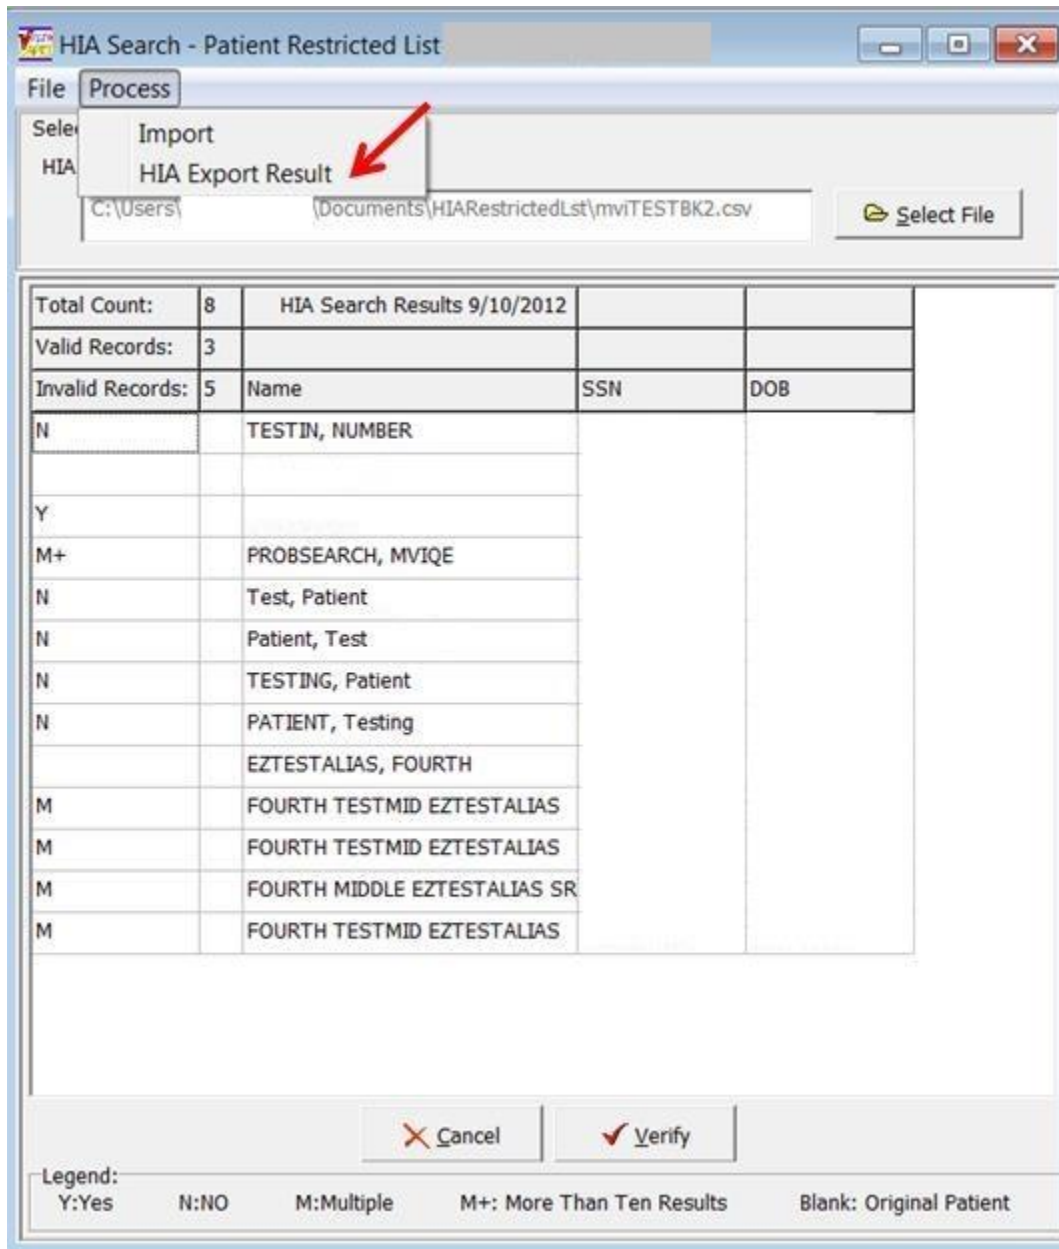 HIA Search - Patient Restricted List
File Process
Import
HIA Export Result
HIA
C:\Users\ \Documents\HIARestrictedLst\mviTESTBK2.csv Select File
Total Count: 8 HIA Search Results 9/10/2012
Valid Records: 3
Invalid Records: 5 Name SSN DOB
N TESTIN, NUMBER
Y
M+ PROBSEARCH, MVIQE
N Test, Patient
N Patient, Test
N TESTING, Patient
N PATIENT, Testing
EZTESTALIAS, FOURTH
M FOURTH TESTMID EZTESTALIAS
M FOURTH TESTMID EZTESTALIAS
M FOURTH MIDDLE EZTESTALIAS SR
M FOURTH TESTMID EZTESTALIAS
Cancel Verify
Legend:
Y:Yes N:NO M:Multiple M+: More Than Ten Results Blank: Original Patient